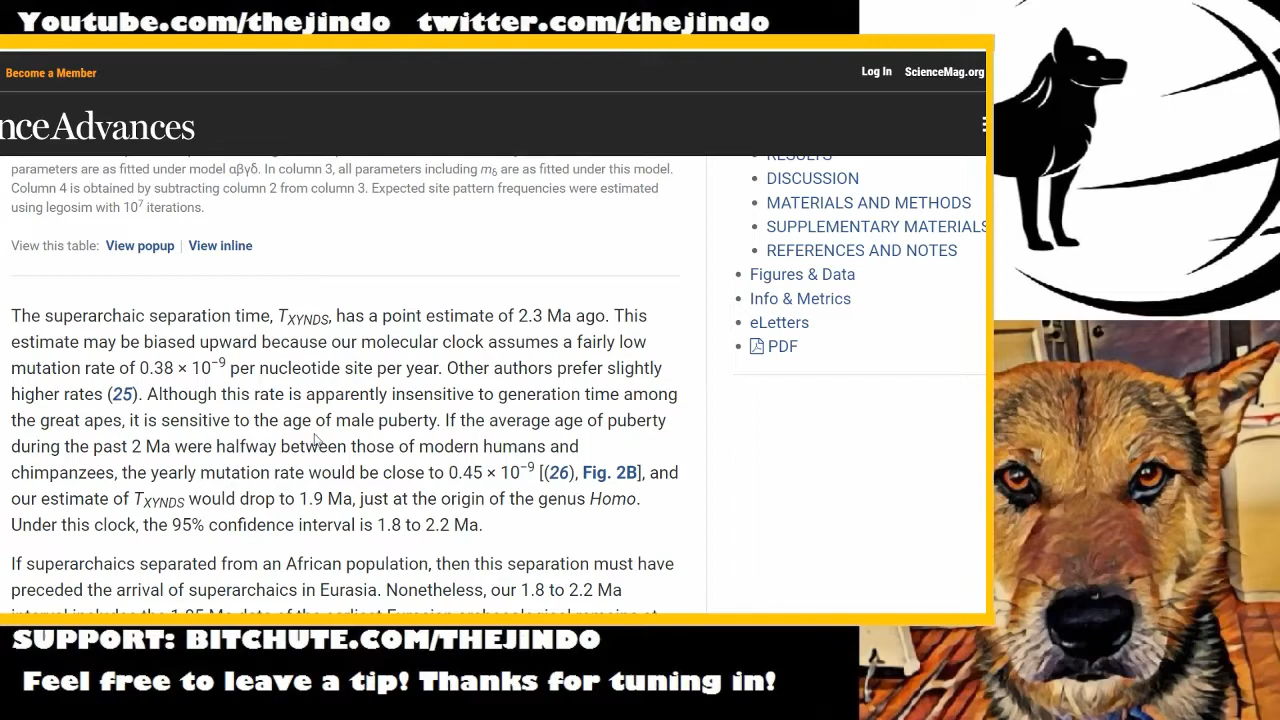 Youtube.com/thejindo twitter.com/thejindo
Become a Member
Log In ScienceMag.org
nceAdvances
parameters are as fitted under model αβγδ. In column 3, all parameters including mδ are as fitted under this model.
Column 4 is obtained by subtracting column 2 from column 3. Expected site pattern frequencies were estimated
using legosim with 10⁷ iterations.
View this table: View popup | View inline
The superarchaic separation time, TXYNDS, has a point estimate of 2.3 Ma ago. This
estimate may be biased upward because our molecular clock assumes a fairly low
mutation rate of 0.38 × 10⁻⁹ per nucleotide site per year. Other authors prefer slightly
higher rates (25). Although this rate is apparently insensitive to generation time among
the great apes, it is sensitive to the age of male puberty. If the average age of puberty
during the past 2 Ma were halfway between those of modern humans and
chimpanzees, the yearly mutation rate would be close to 0.45 × 10⁻⁹ [(26), Fig. 2B], and
our estimate of TXYNDS would drop to 1.9 Ma, just at the origin of the genus Homo.
Under this clock, the 95% confidence interval is 1.8 to 2.2 Ma.
If superarchaics separated from an African population, then this separation must have
preceded the arrival of superarchaics in Eurasia. Nonetheless, our 1.8 to 2.2 Ma
RESULTS
DISCUSSION
MATERIALS AND METHODS
SUPPLEMENTARY MATERIALS
REFERENCES AND NOTES
Figures & Data
Info & Metrics
eLetters
PDF
SUPPORT: BITCHUTE.COM/THEJINDO
Feel free to leave a tip! Thanks for tuning in!